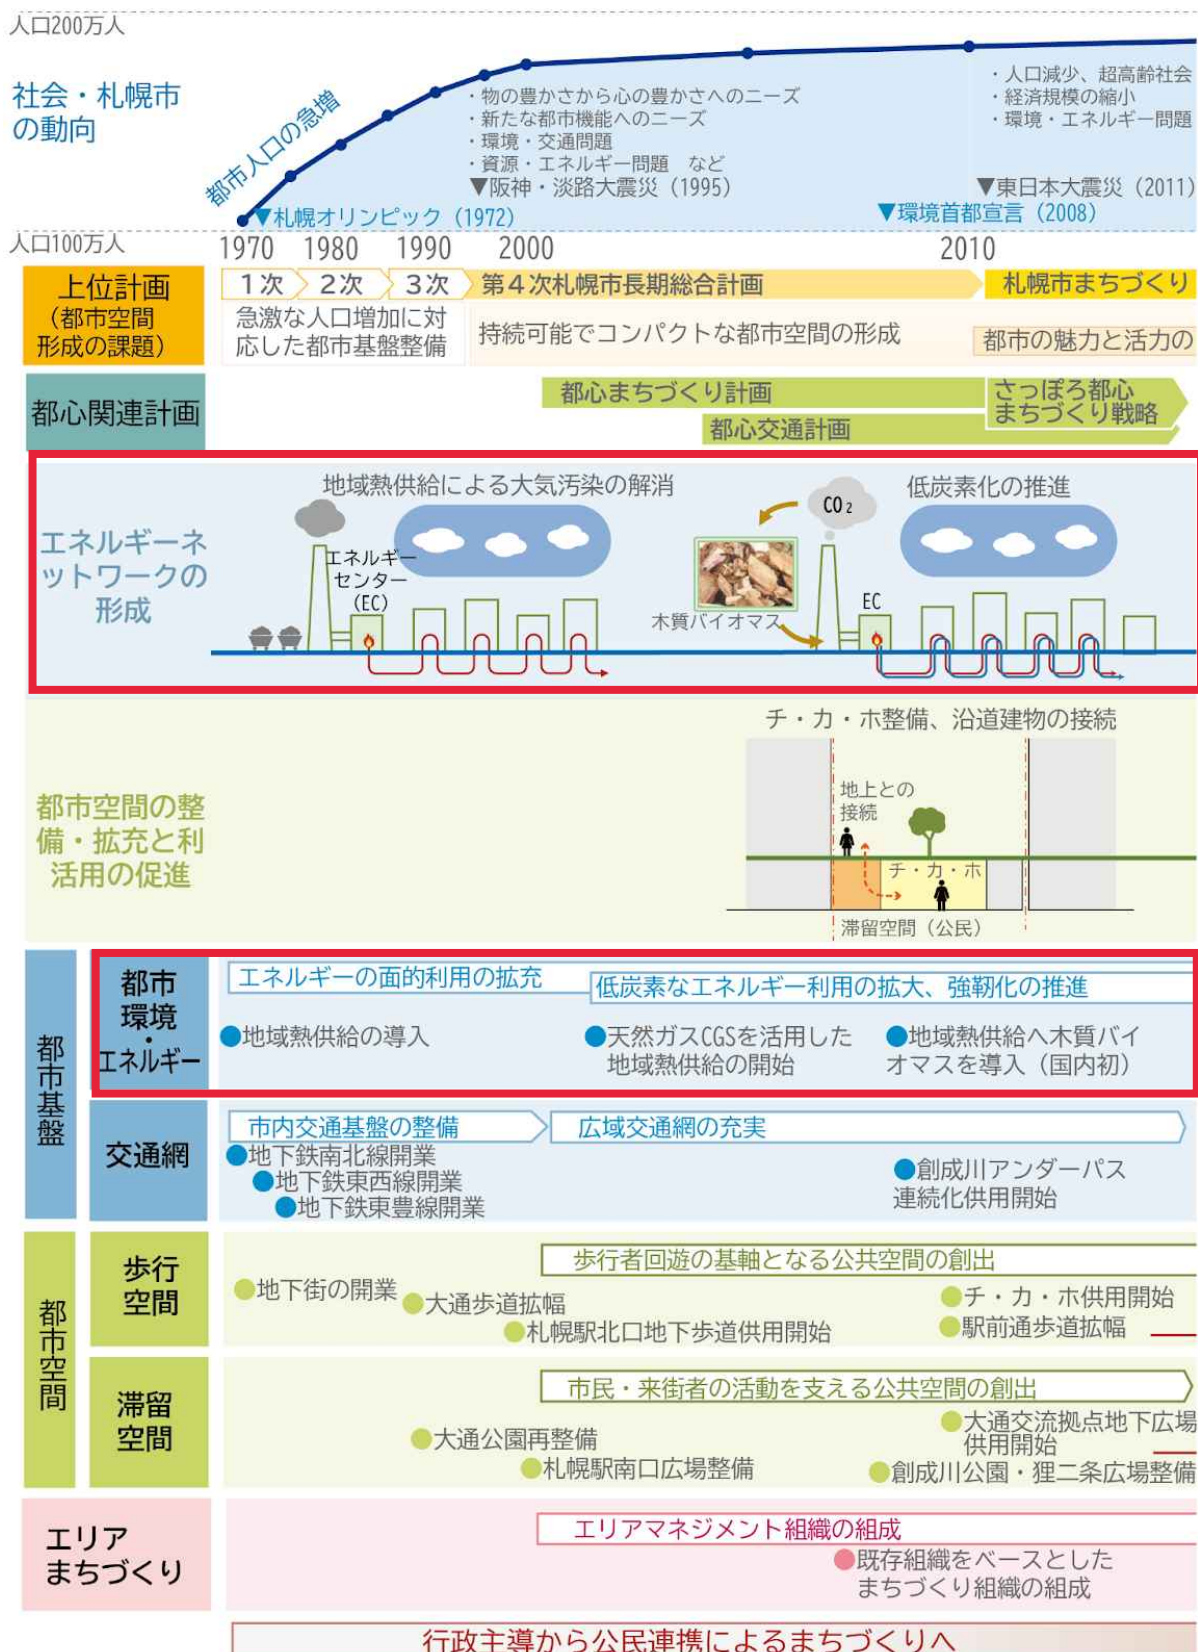 人口200万人
社会・札幌市
の動向
都市人口の急増
・物の豊かさから心の豊かさへのニーズ
・新たな都市機能へのニーズ
・環境・交通問題
・資源・エネルギー問題　など
▼阪神・淡路大震災（1995）
・人口減少、超高齢社会
・経済規模の縮小
・環境・エネルギー問題
▼東日本大震災（2011）
▼札幌オリンピック（1972）
▼環境首都宣言（2008）
人口100万人
1970 1980 1990 2000 2010
上位計画
（都市空間
形成の課題）
1次 2次 3次 第4次札幌市長期総合計画 札幌市まちづくり
急激な人口増加に対
応した都市基盤整備
持続可能でコンパクトな都市空間の形成
都市の魅力と活力の
都心関連計画
都心まちづくり計画
さっぽろ都心
まちづくり戦略
都心交通計画
エネルギーネ
ットワークの
形成
地域熱供給による大気汚染の解消
エネルギー
センター
(EC)
CO2
低炭素化の推進
木質バイオマス
EC
都市空間の整
備・拡充と利
活用の促進
チ・カ・ホ整備、沿道建物の接続
地上との
接続
チ・カ・ホ
滞留空間（公民）
都市基盤
都市
環境
・
エネルギー
エネルギーの面的利用の拡充
低炭素なエネルギー利用の拡大、強靭化の推進
●地域熱供給の導入
●天然ガスCGSを活用した
地域熱供給の開始
●地域熱供給へ木質バイ
オマスを導入（国内初）
交通網
市内交通基盤の整備
広域交通網の充実
●地下鉄南北線開業
●地下鉄東西線開業
●地下鉄東豊線開業
●創成川アンダーパス
連続化供用開始
都市空間
歩行
空間
歩行者回遊の基軸となる公共空間の創出
●地下街の開業
●大通歩道拡幅
●札幌駅北口地下歩道供用開始
●チ・カ・ホ供用開始
●駅前通歩道拡幅
滞留
空間
市民・来街者の活動を支える公共空間の創出
●大通公園再整備
●札幌駅南口広場整備
●大通交流拠点地下広場
供用開始
●創成川公園・狸二条広場整備
エリア
まちづくり
エリアマネジメント組織の組成
●既存組織をベースとした
まちづくり組織の組成
行政主導から公民連携によるまちづくりへ